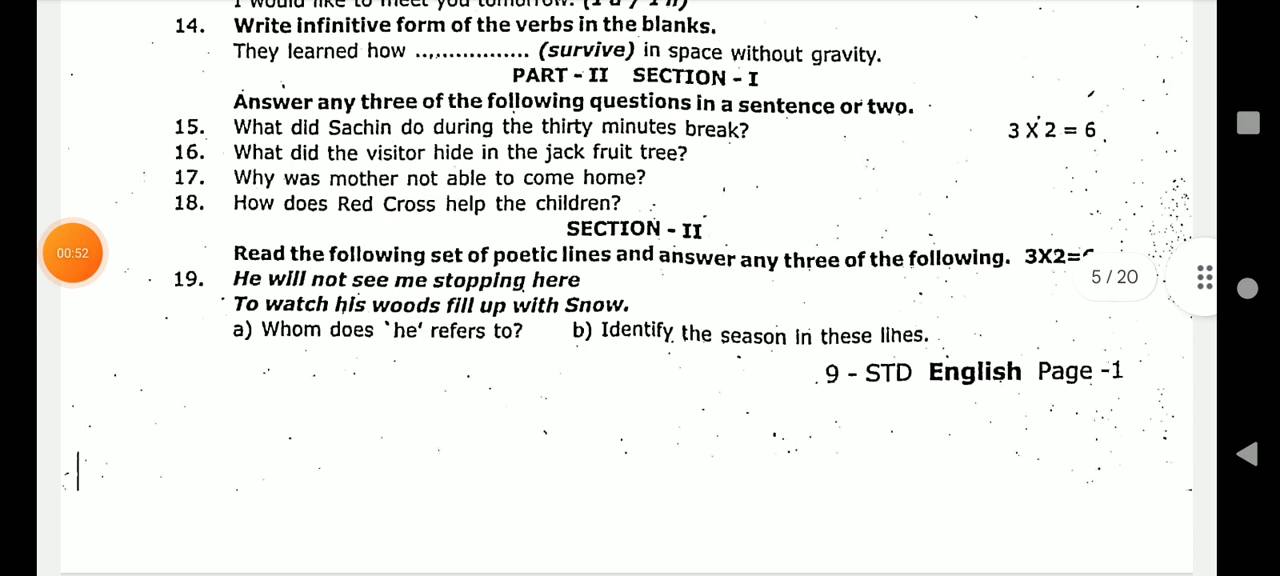 14. Write infinitive form of the verbs in the blanks.
They learned how .................. (survive) in space without gravity.
PART - II SECTION - I
Answer any three of the following questions in a sentence or two.
15. What did Sachin do during the thirty minutes break? 3 X 2 = 6
16. What did the visitor hide in the jack fruit tree?
17. Why was mother not able to come home?
18. How does Red Cross help the children?
SECTION - II
00:52
Read the following set of poetic lines and answer any three of the following. 3X2=
5 / 20
19. He will not see me stopping here
To watch his woods fill up with Snow.
a) Whom does 'he' refers to? b) Identify the season in these lines.
9 - STD English Page -1